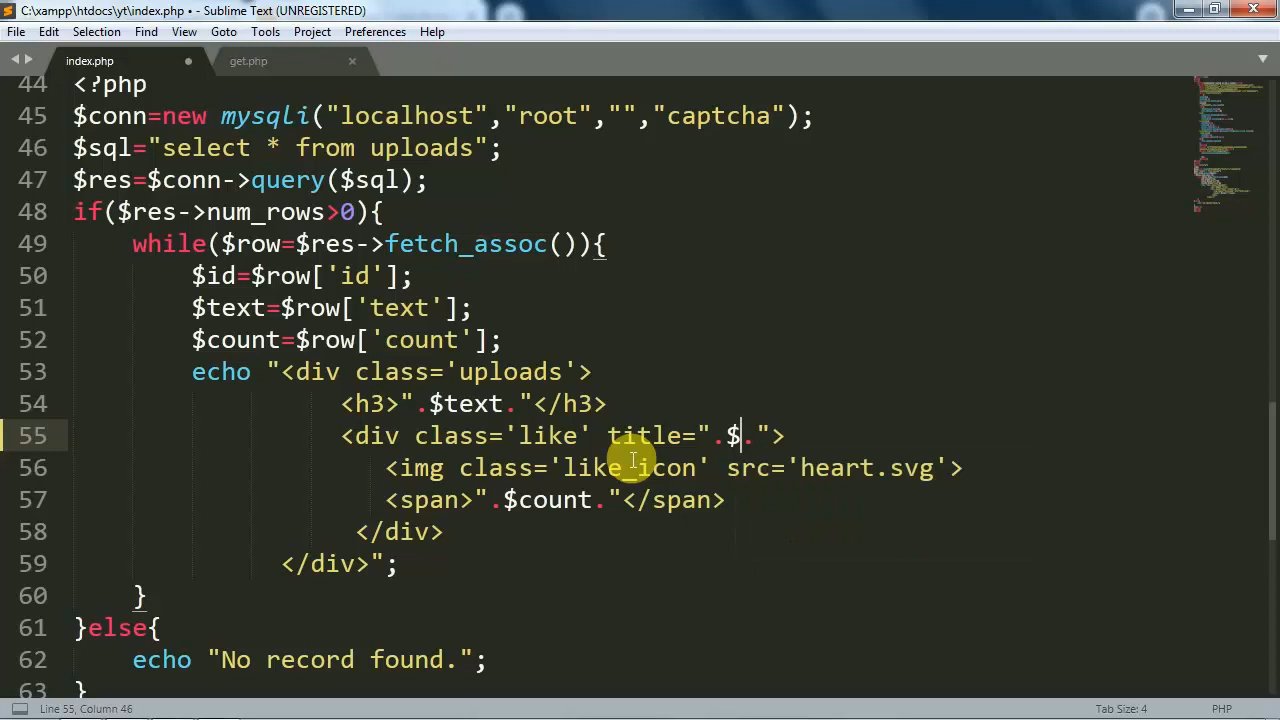 C:\xampp\htdocs\yt\index.php • - Sublime Text (UNREGISTERED)
File Edit Selection Find View Goto Tools Project Preferences Help
index.php get.php
44 <?php
45 $conn=new mysqli("localhost","root","","captcha");
46 $sql="select * from uploads";
47 $res=$conn->query($sql);
48 if($res->num_rows>0){
49 while($row=$res->fetch_assoc()){
50 $id=$row['id'];
51 $text=$row['text'];
52 $count=$row['count'];
53 echo "<div class='uploads'>
54 <h3>".$text."</h3>
55 <div class='like' title=".$.">
56 <img class='like_icon' src='heart.svg'>
57 <span>".$count."</span>
58 </div>
59 </div>";
60 }
61 }else{
62 echo "No record found.";
63 }
Line 55, Column 46 Tab Size: 4 PHP